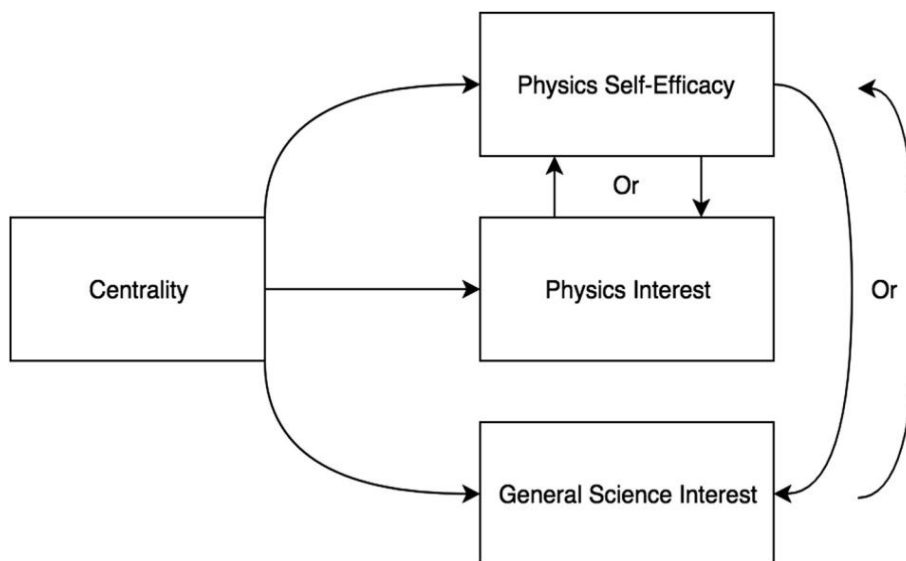 Physics Self-Efficacy
Or
Centrality
Physics Interest
Or
General Science Interest